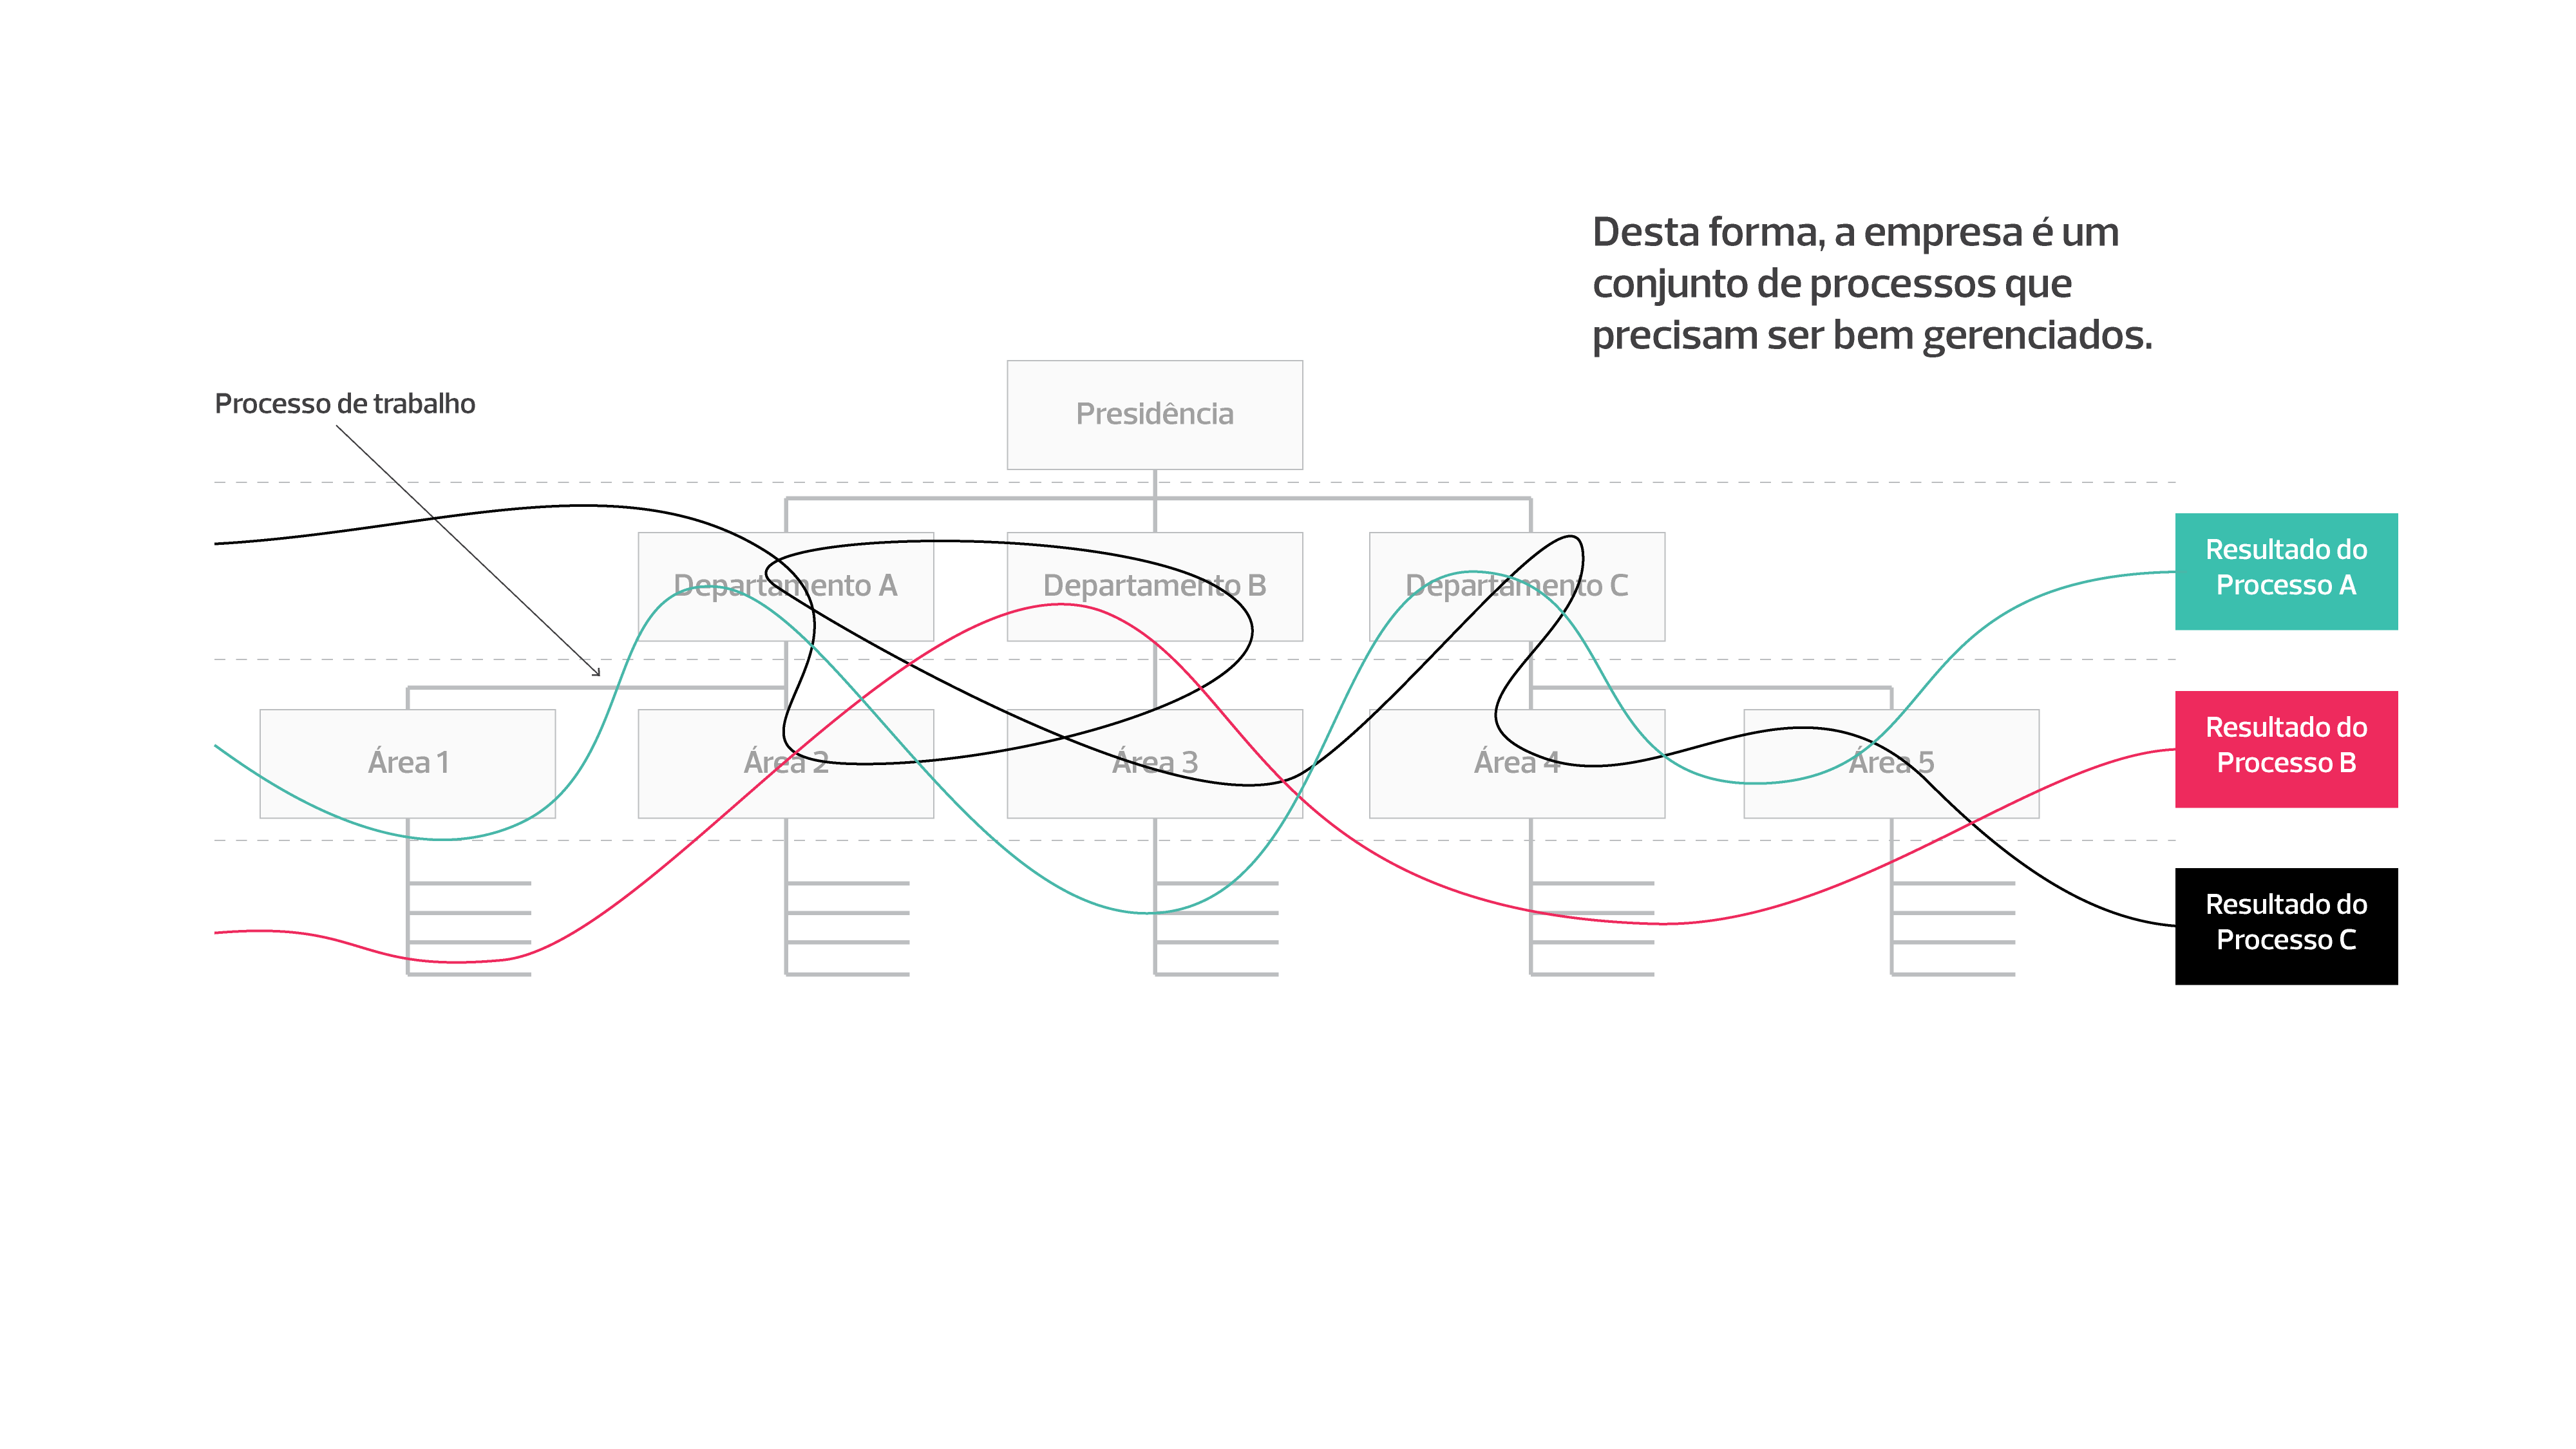 Desta forma, a empresa é um
conjunto de processos que
precisam ser bem gerenciados.
Processo de trabalho
Presidência
Departamento A
Departamento B
Departamento C
Área 1
Área 2
Área 3
Área 4
Área 5
Resultado do
Processo A
Resultado do
Processo B
Resultado do
Processo C